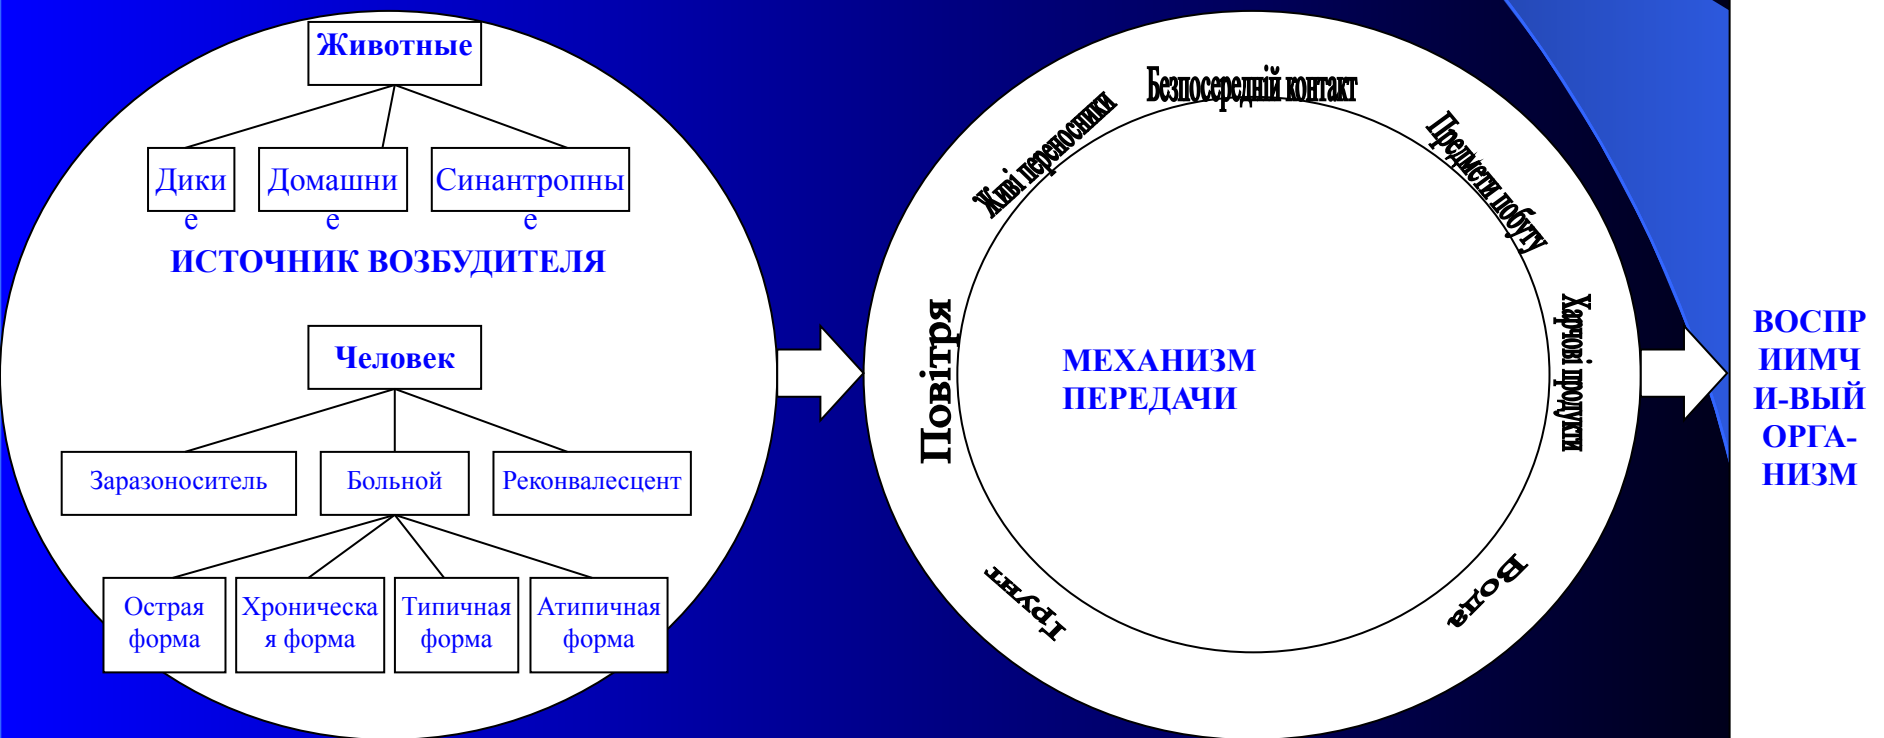 Животные
Дики
е
Домашни
е
Синантропны
е
ИСТОЧНИК ВОЗБУДИТЕЛЯ
Человек
Заразоноситель
Больной
Реконвалесцент
Острая
форма
Хроническа
я форма
Типичная
форма
Атипичная
форма
Безпосередній контакт
Живі переносники
Предмети побуту
Повітря
Харчові продукти
МЕХАНИЗМ
ПЕРЕДАЧИ
Ґрунт
Вода
ВОСПР
ИИМЧ
И-ВЫЙ
ОРГА-
НИЗМ